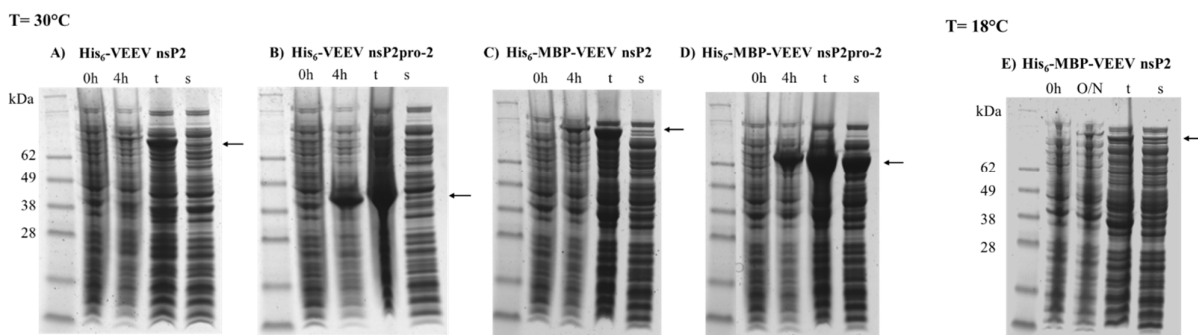 T= 30°C
T= 18°C
A) His₆-VEEV nsP2
0h 4h t s
kDa
62
49
38
28
B) His₆-VEEV nsP2pro-2
0h 4h t s
C) His₆-MBP-VEEV nsP2
0h 4h t s
D) His₆-MBP-VEEV nsP2pro-2
0h 4h t s
E) His₆-MBP-VEEV nsP2
0h O/N t s
kDa
62
49
38
28